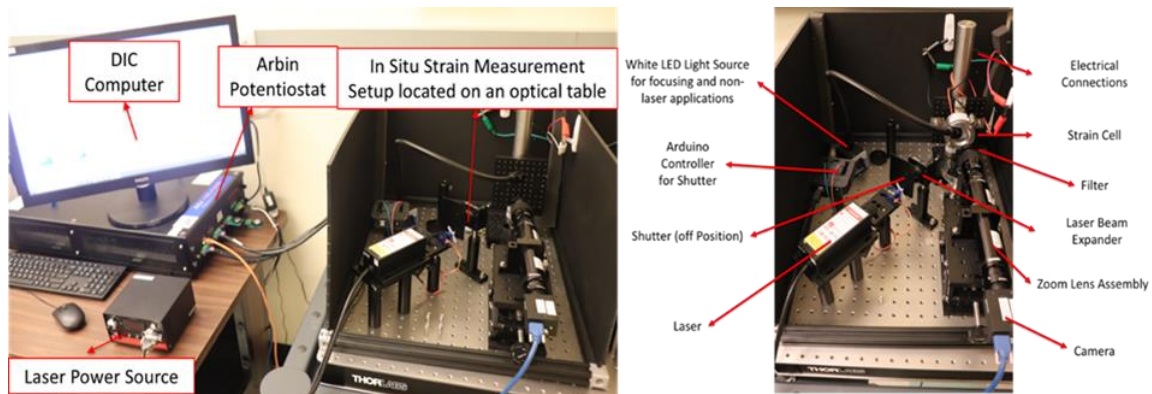 DIC
Computer
Arbin
Potentiostat
In Situ Strain Measurement
Setup located on an optical table
Laser Power Source
THORLABS
White LED Light Source
for focusing and non-
laser applications
Arduino
Controller
for Shutter
Shutter (off Position)
Laser
Electrical
Connections
Strain Cell
Filter
Laser Beam
Expander
Zoom Lens Assembly
Camera
THORLABS